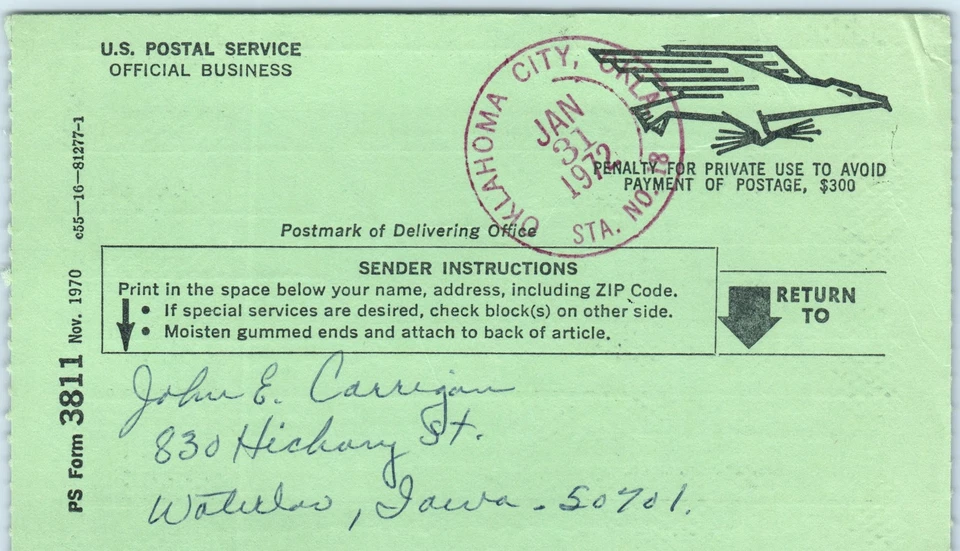 U.S. POSTAL SERVICE
OFFICIAL BUSINESS
OKLAHOMA CITY, OKLA
JAN
31
1972
STA. NO. 18
PENALTY FOR PRIVATE USE TO AVOID
PAYMENT OF POSTAGE, $300
c55—16—81277-1
Postmark of Delivering Office
SENDER INSTRUCTIONS
Print in the space below your name, address, including ZIP Code.
• If special services are desired, check block(s) on other side.
• Moisten gummed ends and attach to back of article.
RETURN
TO
PS Form 3811 Nov. 1970
John E. Carrigan
830 Hickory St.
Waterloo, Iowa. 50701.